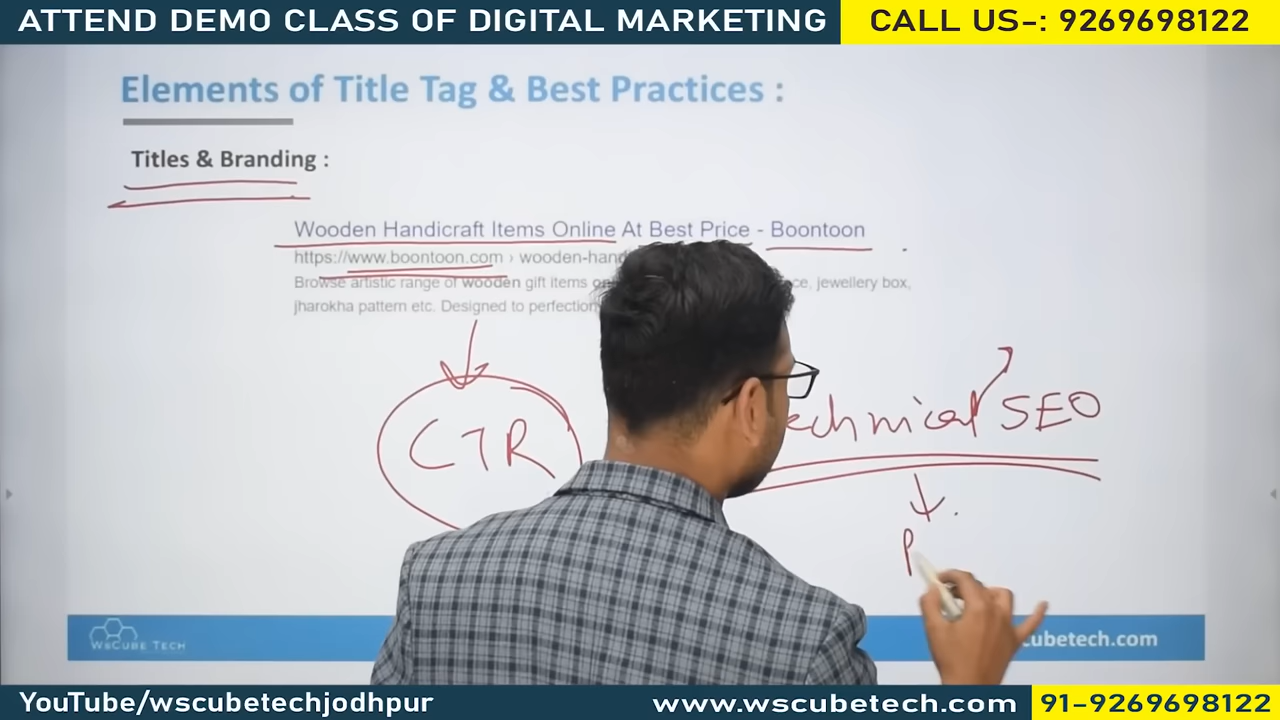 ATTEND DEMO CLASS OF DIGITAL MARKETING CALL US-: 9269698122
Elements of Title Tag & Best Practices :
Titles & Branding :
Wooden Handicraft Items Online At Best Price - Boontoon
https://www.boontoon.com › wooden-hand
Browse artistic range of wooden gift items jewellery box,
jharokha pattern etc. Designed to perfection
CTR echnical SEO
P
WsCube Tech cubetech.com
YouTube/wscubetechjodhpur www.wscubetech.com 91-9269698122